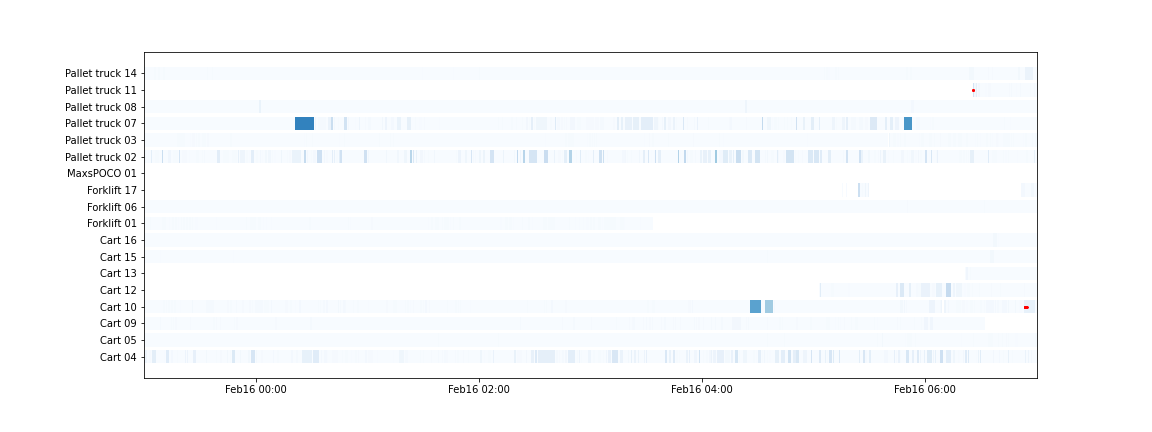 Pallet truck 14
Pallet truck 11
Pallet truck 08
Pallet truck 07
Pallet truck 03
Pallet truck 02
MaxsPOCO 01
Forklift 17
Forklift 06
Forklift 01
Cart 16
Cart 15
Cart 13
Cart 12
Cart 10
Cart 09
Cart 05
Cart 04
Feb16 00:00 Feb16 02:00 Feb16 04:00 Feb16 06:00